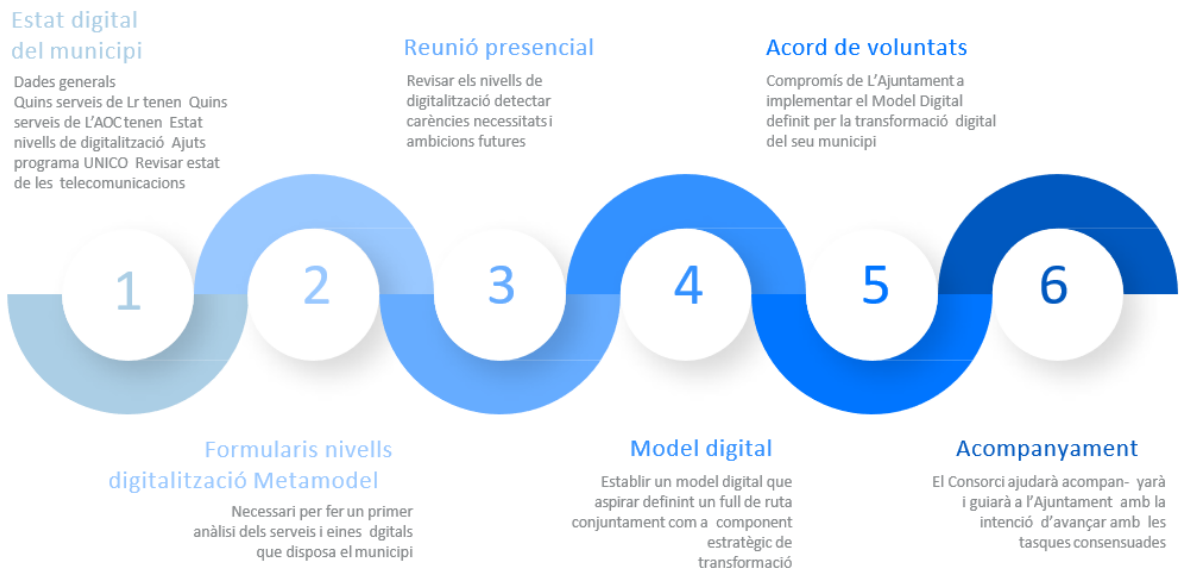 Estat digital
del municipi
Dades generals
Quins serveis de Lr tenen Quins
serveis de L'AOC tenen Estat
nivells de digitalització Ajuts
programa UNICO Revisar estat
de les telecomunicacions
Reunió presencial
Revisar els nivells de
digitalització detectar
carències necessitats i
ambicions futures
Acord de voluntats
Compromís de L'Ajuntament a
implementar el Model Digital
definit per la transformació digital
del seu municipi
1
2
3
4
5
6
Formularis nivells
digitalització Metamodel
Necessari per fer un primer
anàlisi dels serveis i eines dgitals
que disposa el municipi
Model digital
Establir un model digital que
aspirar definint un full de ruta
conjuntament com a component
estratègic de
transformació
Acompanyament
El Consorci ajudarà acompan- yarà
i guiarà a l'Ajuntament amb la
intenció d'avançar amb les
tasques consensuades